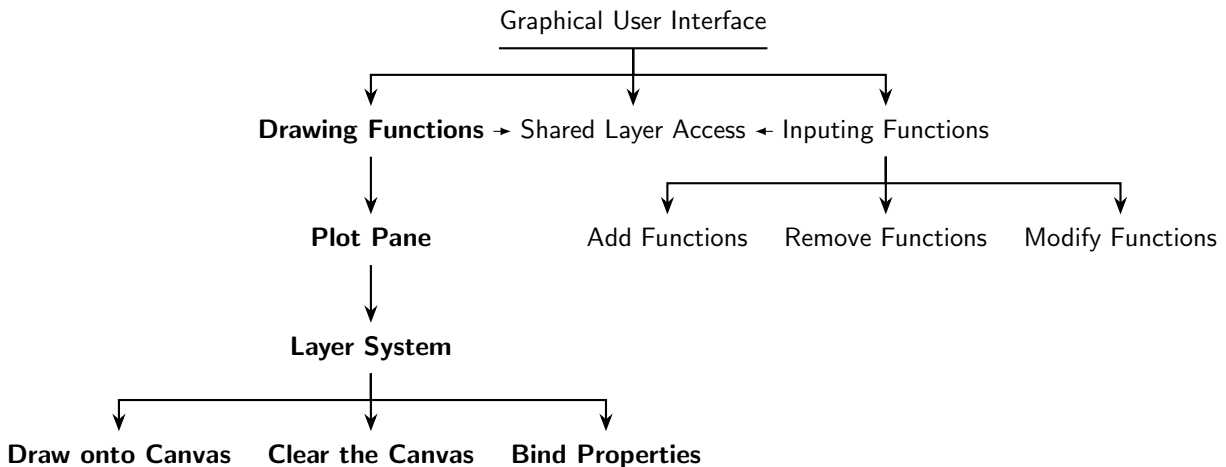 Graphical User Interface
Drawing Functions Shared Layer Access Inputing Functions
Plot Pane Add Functions Remove Functions Modify Functions
Layer System
Draw onto Canvas Clear the Canvas Bind Properties